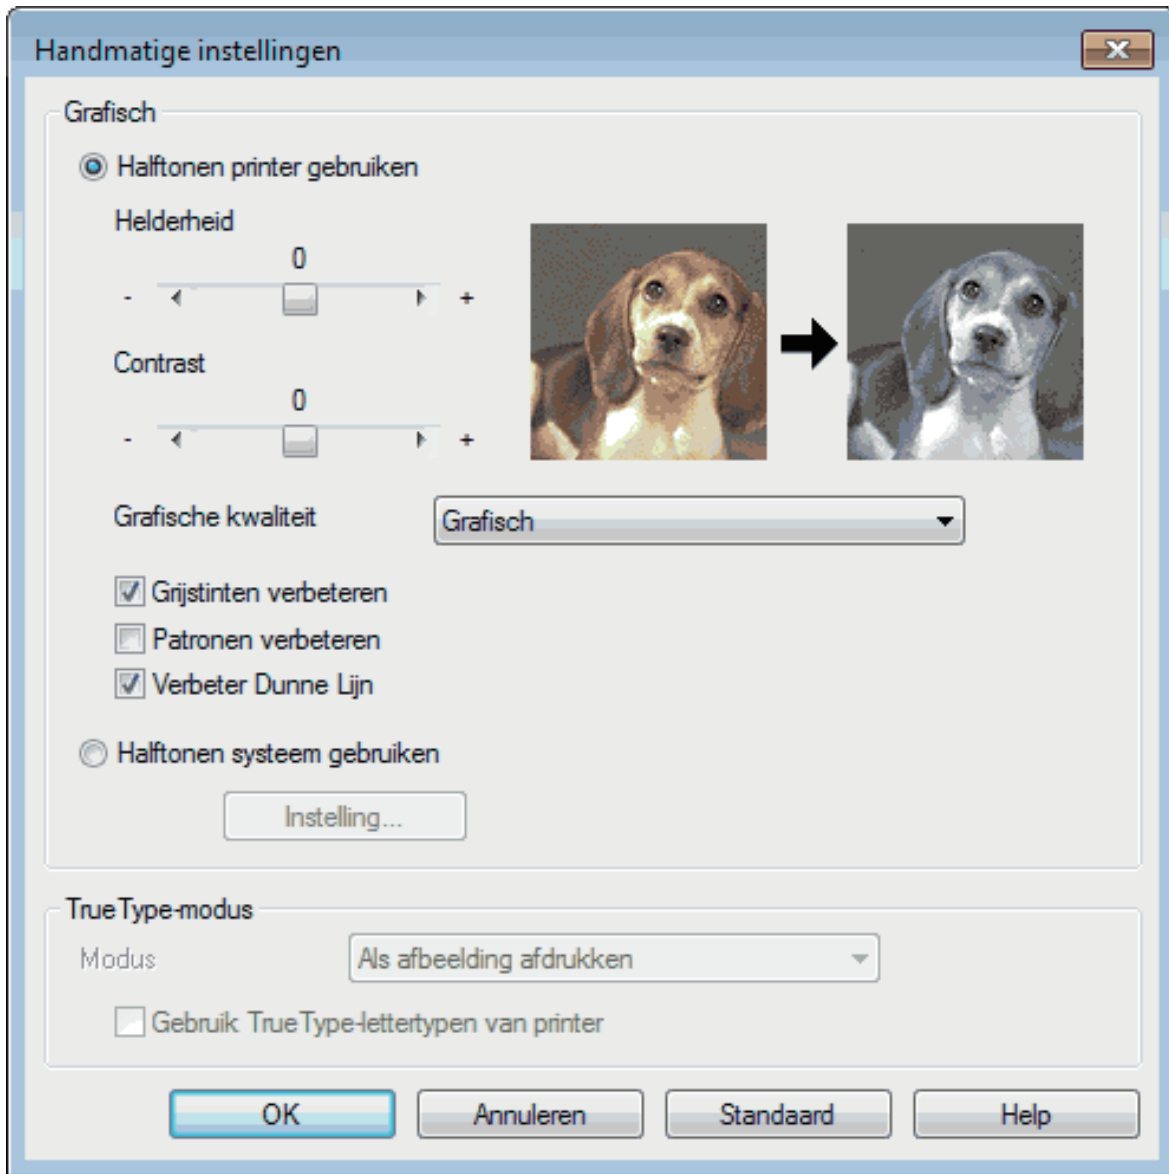 Handmatige instellingen
Grafisch
Halftonen printer gebruiken
Helderheid
0
- +
Contrast
0
- +
Grafische kwaliteit Grafisch
Grijstinten verbeteren
Patronen verbeteren
Verbeter Dunne Lijn
Halftonen systeem gebruiken
Instelling...
TrueType-modus
Modus Als afbeelding afdrukken
Gebruik TrueType-lettertypen van printer
OK Annuleren Standaard Help